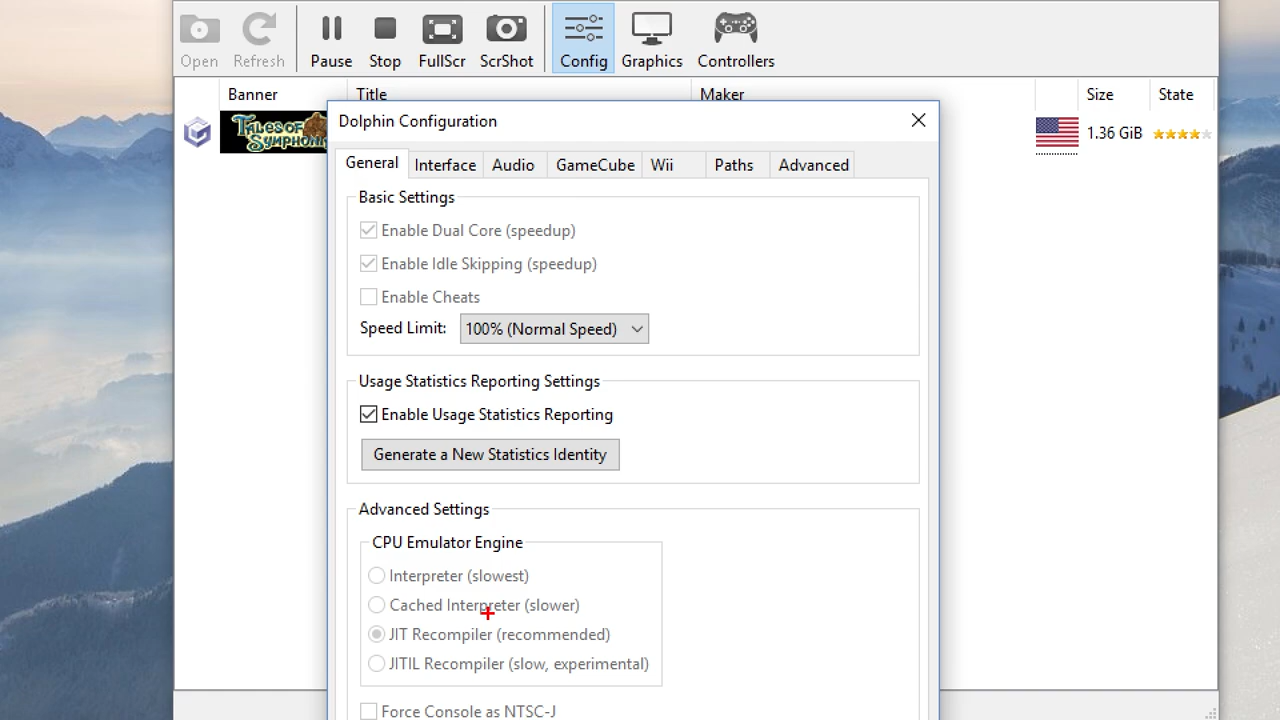 Open Refresh Pause Stop FullScr ScrShot Config Graphics Controllers
Banner Title Maker Size State
TALES OF
SYMPHONIA
1.36 GiB
Dolphin Configuration
General Interface Audio GameCube Wii Paths Advanced
Basic Settings
Enable Dual Core (speedup)
Enable Idle Skipping (speedup)
Enable Cheats
Speed Limit: 100% (Normal Speed)
Usage Statistics Reporting Settings
Enable Usage Statistics Reporting
Generate a New Statistics Identity
Advanced Settings
CPU Emulator Engine
Interpreter (slowest)
Cached Interpreter (slower)
JIT Recompiler (recommended)
JITIL Recompiler (slow, experimental)
Force Console as NTSC-J